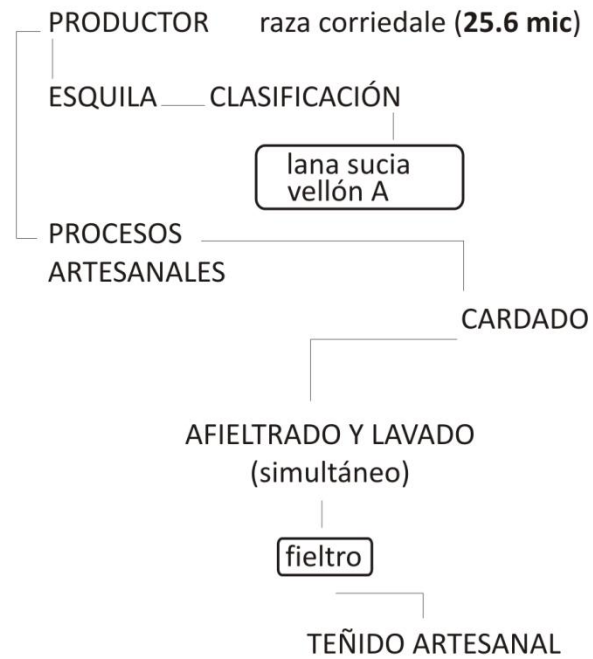 PRODUCTOR raza corriedale (25.6 mic)
ESQUILA CLASIFICACIÓN
lana sucia
vellón A
PROCESOS
ARTESANALES
CARDADO
AFIELTRADO Y LAVADO
(simultáneo)
fieltro
TEÑIDO ARTESANAL